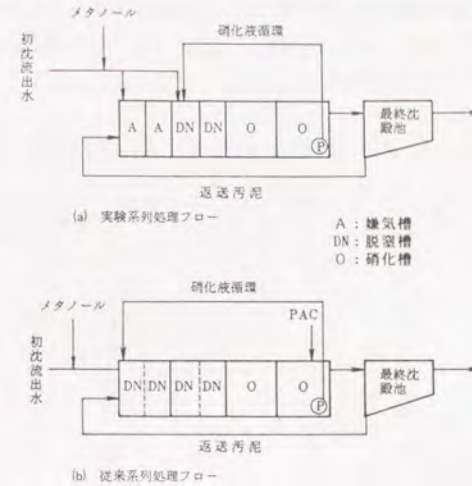 メタノール
硝化液循環
初沈流出水
A A DN DN O O
P
最終沈
殿池
返送汚泥
(a) 実験系列処理フロー
A : 嫌気槽
DN : 脱窒槽
O : 硝化槽
硝化液循環
メタノール
PAC
初沈流出水
DN DN DN DN O O
P
最終沈
殿池
返送汚泥
(b) 従来系列処理フロー